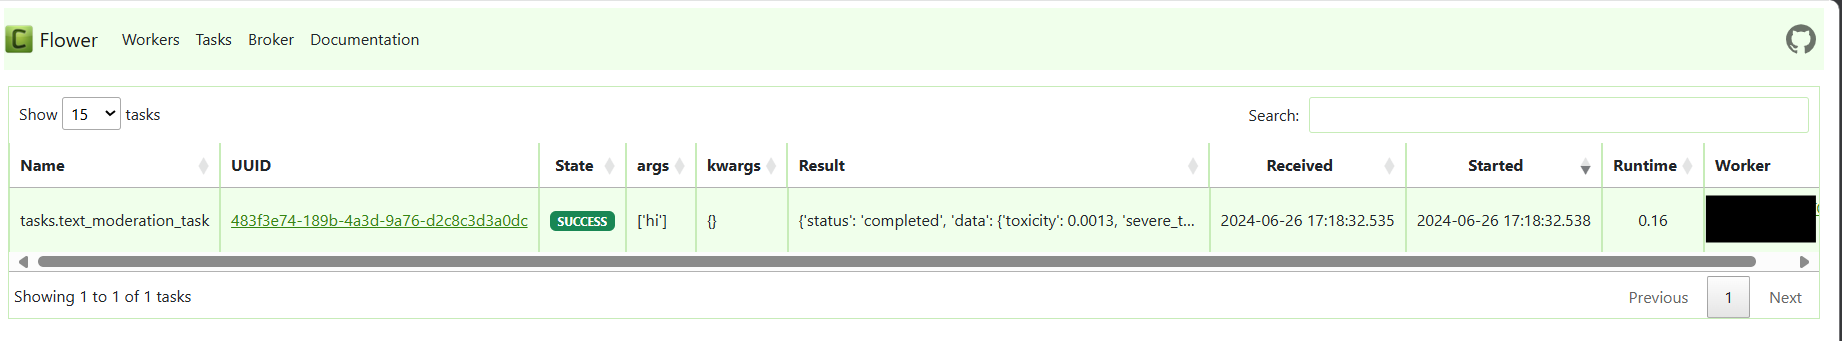 C Flower Workers Tasks Broker Documentation
Show 15 tasks Search:
Name UUID State args kwargs Result Received Started Runtime Worker
tasks.text_moderation_task 483f3e74-189b-4a3d-9a76-d2c8c3d3a0dc SUCCESS ['hi'] {} {'status': 'completed', 'data': {'toxicity': 0.0013, 'severe_t... 2024-06-26 17:18:32.535 2024-06-26 17:18:32.538 0.16
Showing 1 to 1 of 1 tasks Previous 1 Next